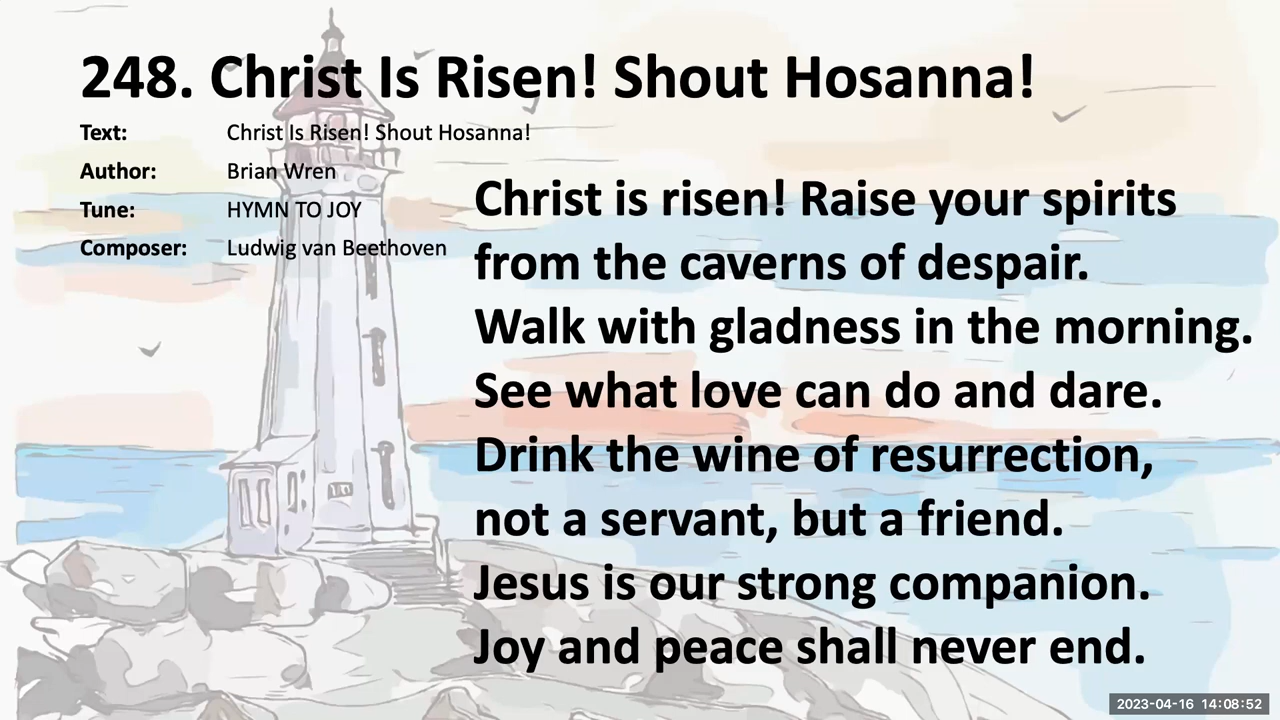 248. Christ Is Risen! Shout Hosanna!
Text: Christ Is Risen! Shout Hosanna!
Author: Brian Wren
Tune: HYMN TO JOY
Composer: Ludwig van Beethoven
Christ is risen! Raise your spirits
from the caverns of despair.
Walk with gladness in the morning.
See what love can do and dare.
Drink the wine of resurrection,
not a servant, but a friend.
Jesus is our strong companion.
Joy and peace shall never end.
2023-04-16 14:08:52